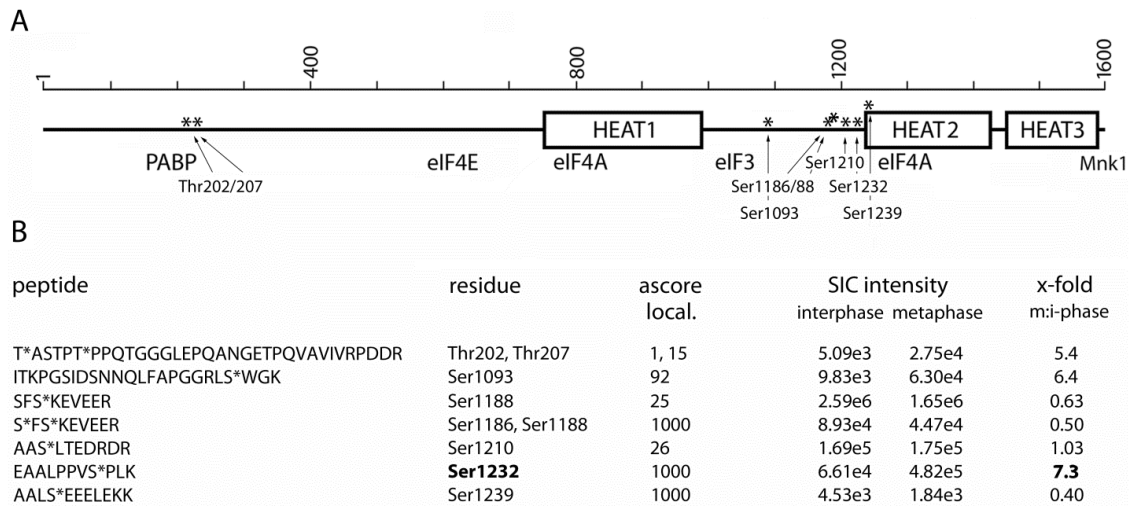 A
1 400 800 1200 1600
** * ** ** *
HEAT1 HEAT2 HEAT3
PABP eIF4E eIF4A eIF3 Ser1210 eIF4A Mnk1
Thr202/207 Ser1186/88 Ser1232
Ser1093 Ser1239
B
peptide residue ascore SIC intensity x-fold
local. interphase metaphase m:i-phase
T*ASTPT*PPQTGGGLEPQANGETPQVAVIVRPDDR Thr202, Thr207 1, 15 5.09e3 2.75e4 5.4
ITKPGSIDSNNQLFAPGGRLS*WGK Ser1093 92 9.83e3 6.30e4 6.4
SFS*KEVEER Ser1188 25 2.59e6 1.65e6 0.63
S*FS*KEVEER Ser1186, Ser1188 1000 8.93e4 4.47e4 0.50
AAS*LTEDRDR Ser1210 26 1.69e5 1.75e5 1.03
EAALPPVS*PLK Ser1232 1000 6.61e4 4.82e5 7.3
AALS*EEELEKK Ser1239 1000 4.53e3 1.84e3 0.40